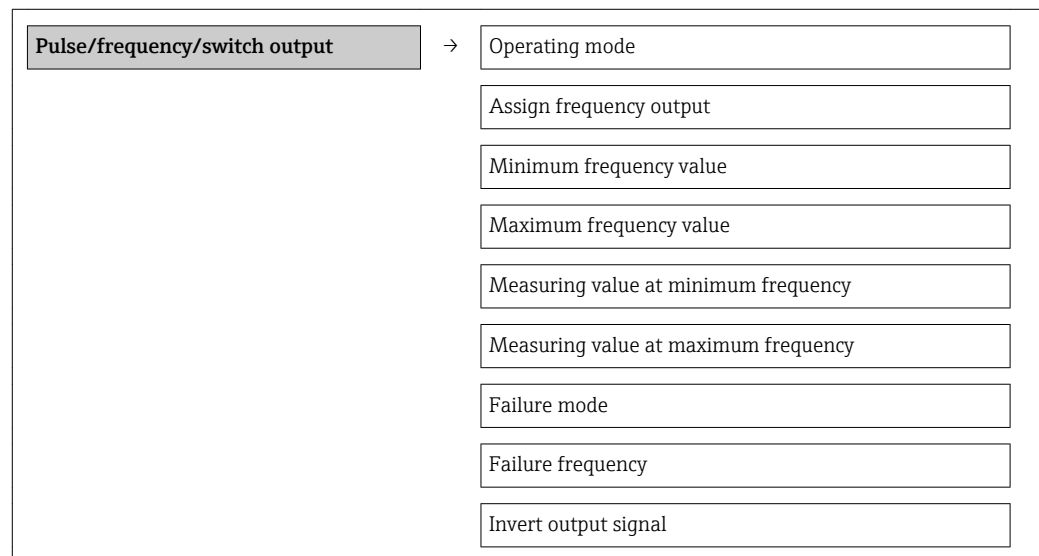 Pulse/frequency/switch output → Operating mode
Assign frequency output
Minimum frequency value
Maximum frequency value
Measuring value at minimum frequency
Measuring value at maximum frequency
Failure mode
Failure frequency
Invert output signal